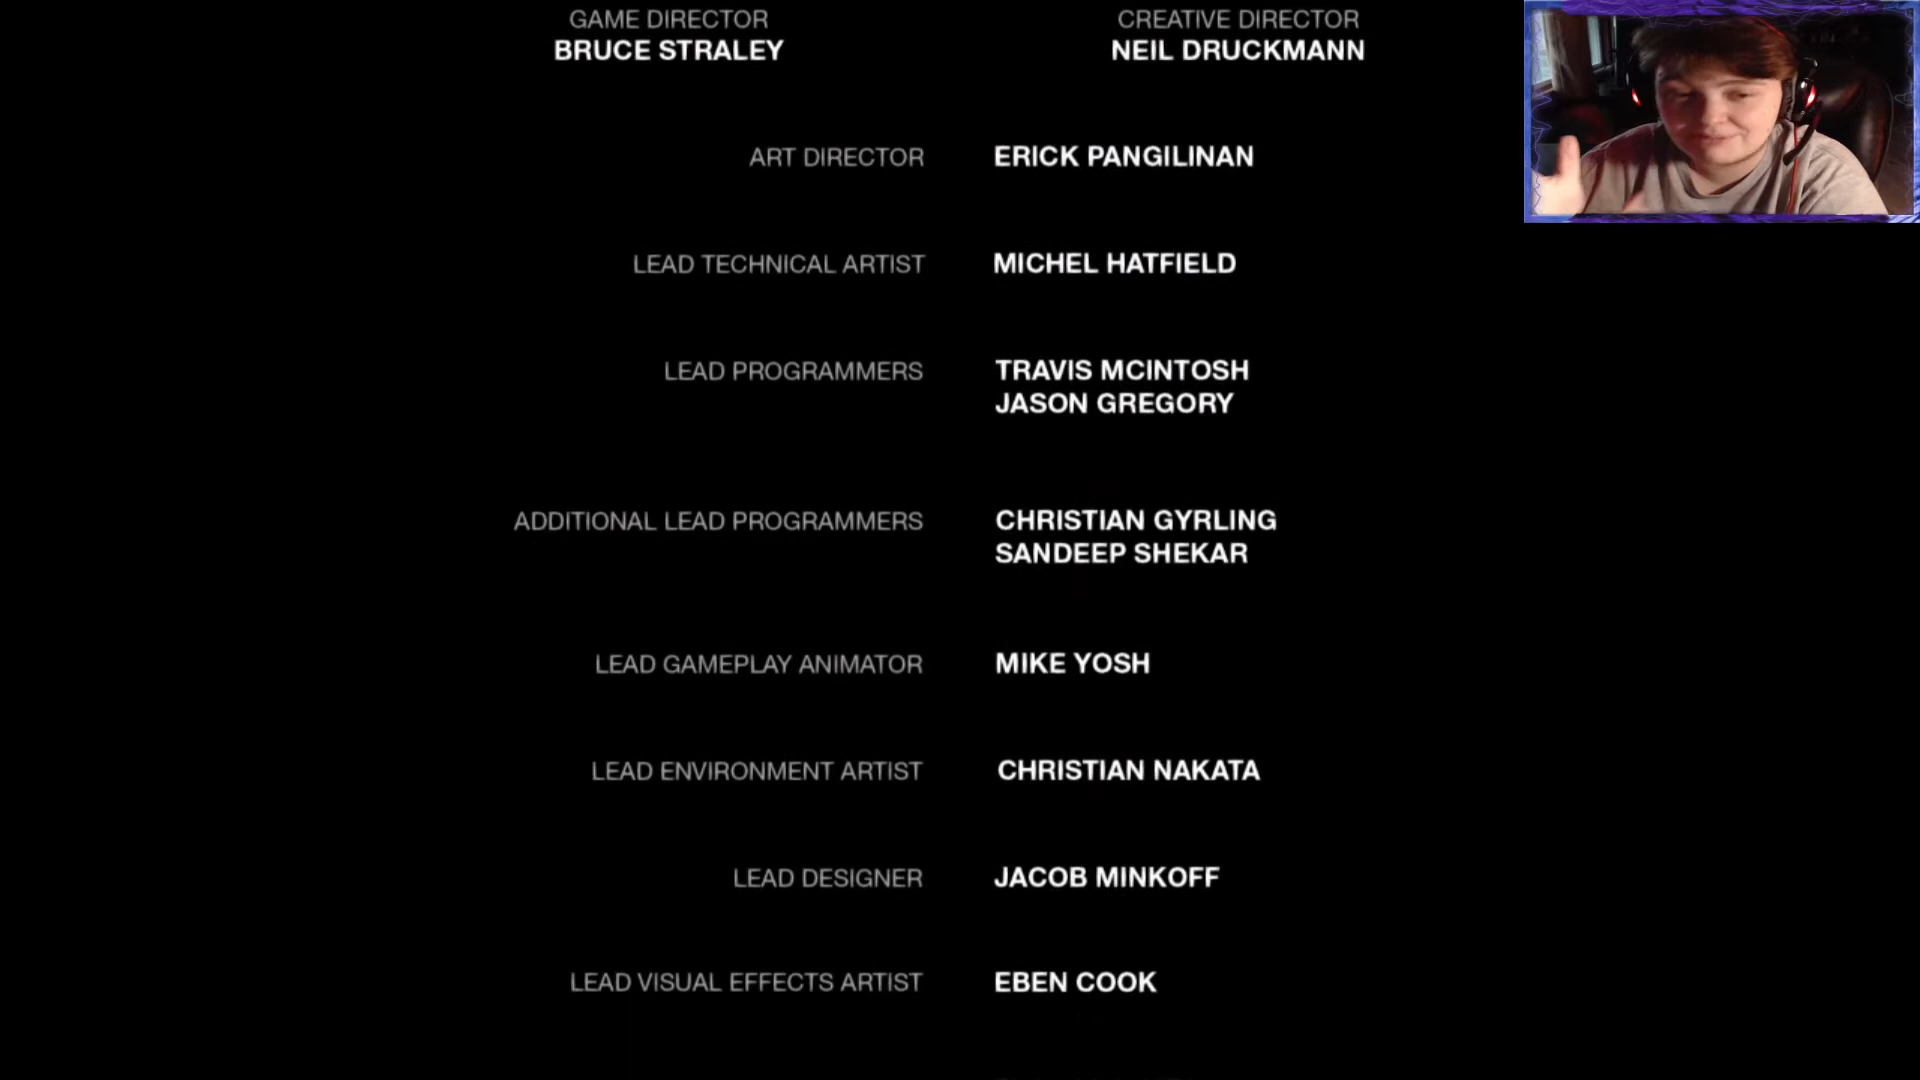 GAME DIRECTOR
BRUCE STRALEY
CREATIVE DIRECTOR
NEIL DRUCKMANN
ART DIRECTOR
ERICK PANGILINAN
LEAD TECHNICAL ARTIST
MICHEL HATFIELD
LEAD PROGRAMMERS
TRAVIS MCINTOSH
JASON GREGORY
ADDITIONAL LEAD PROGRAMMERS
CHRISTIAN GYRLING
SANDEEP SHEKAR
LEAD GAMEPLAY ANIMATOR
MIKE YOSH
LEAD ENVIRONMENT ARTIST
CHRISTIAN NAKATA
LEAD DESIGNER
JACOB MINKOFF
LEAD VISUAL EFFECTS ARTIST
EBEN COOK